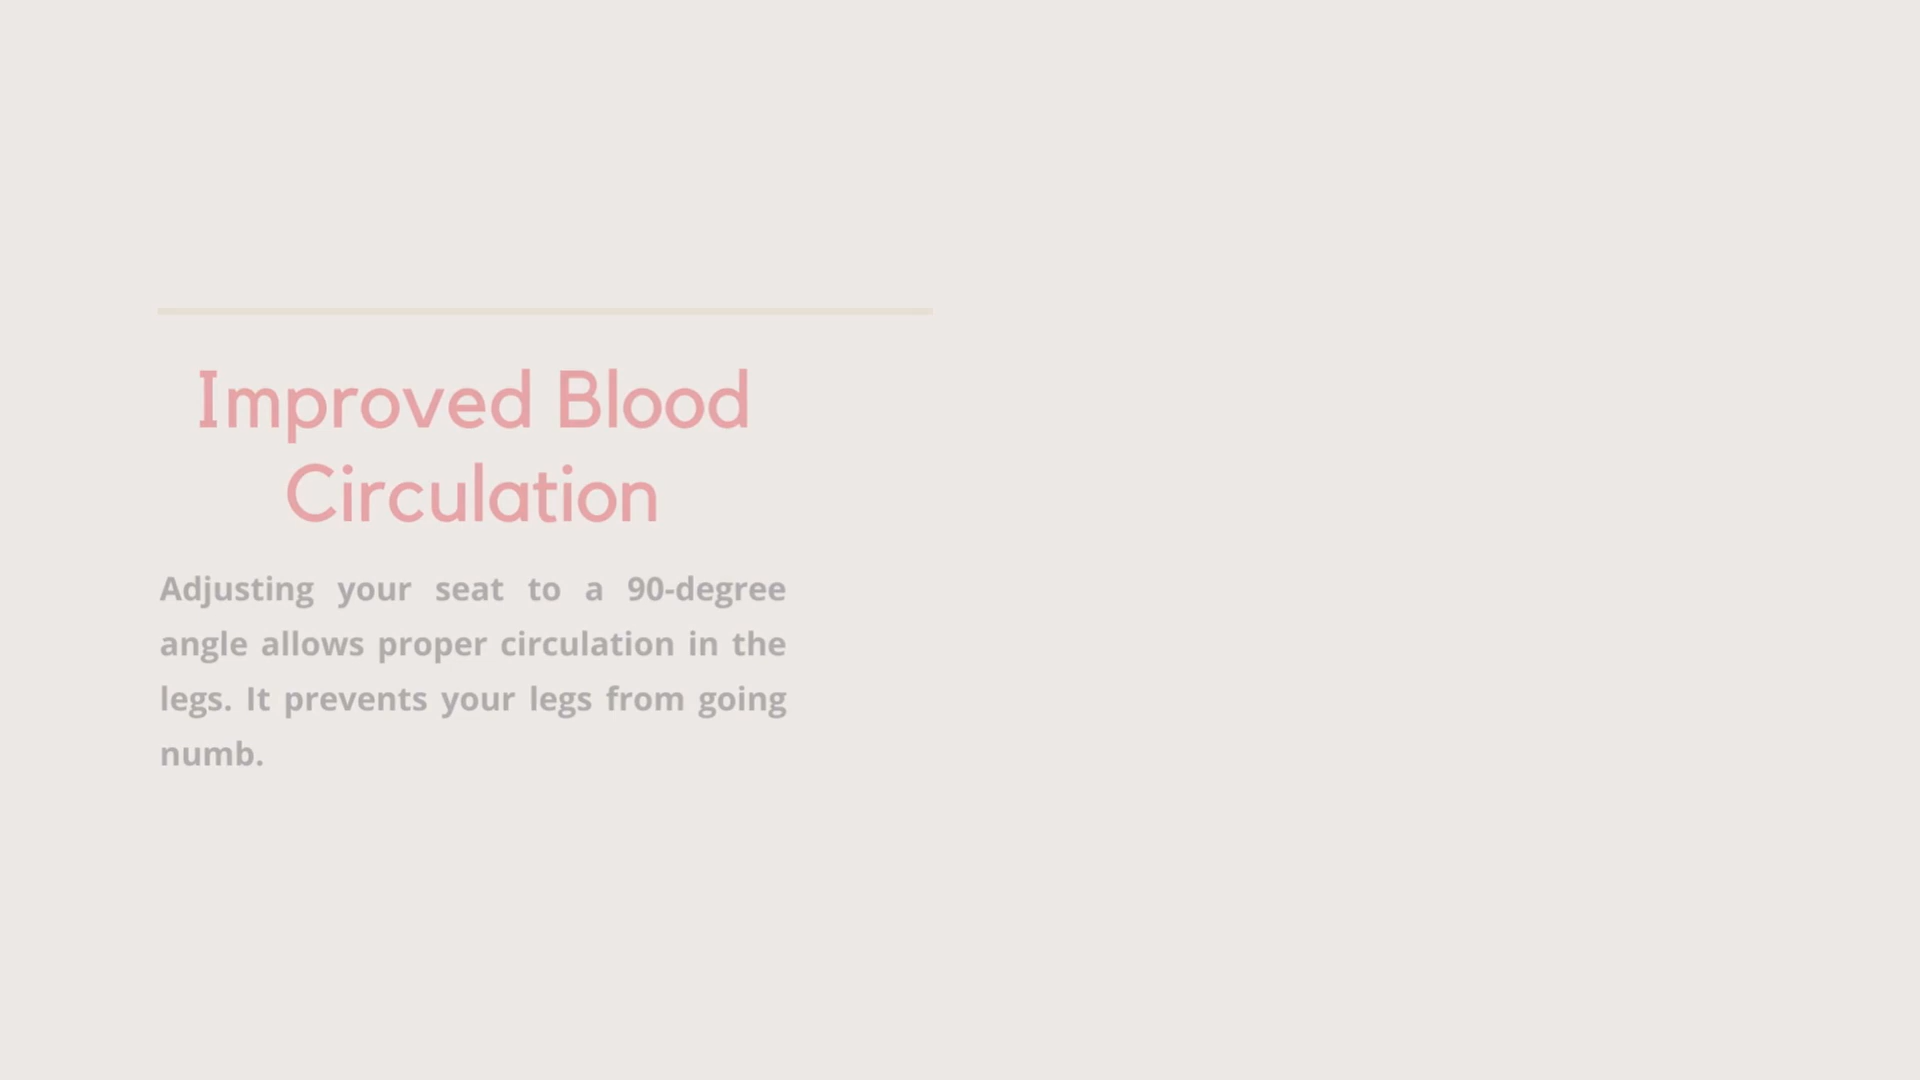 Improved Blood
Circulation
Adjusting your seat to a 90-degree
angle allows proper circulation in the
legs. It prevents your legs from going
numb.